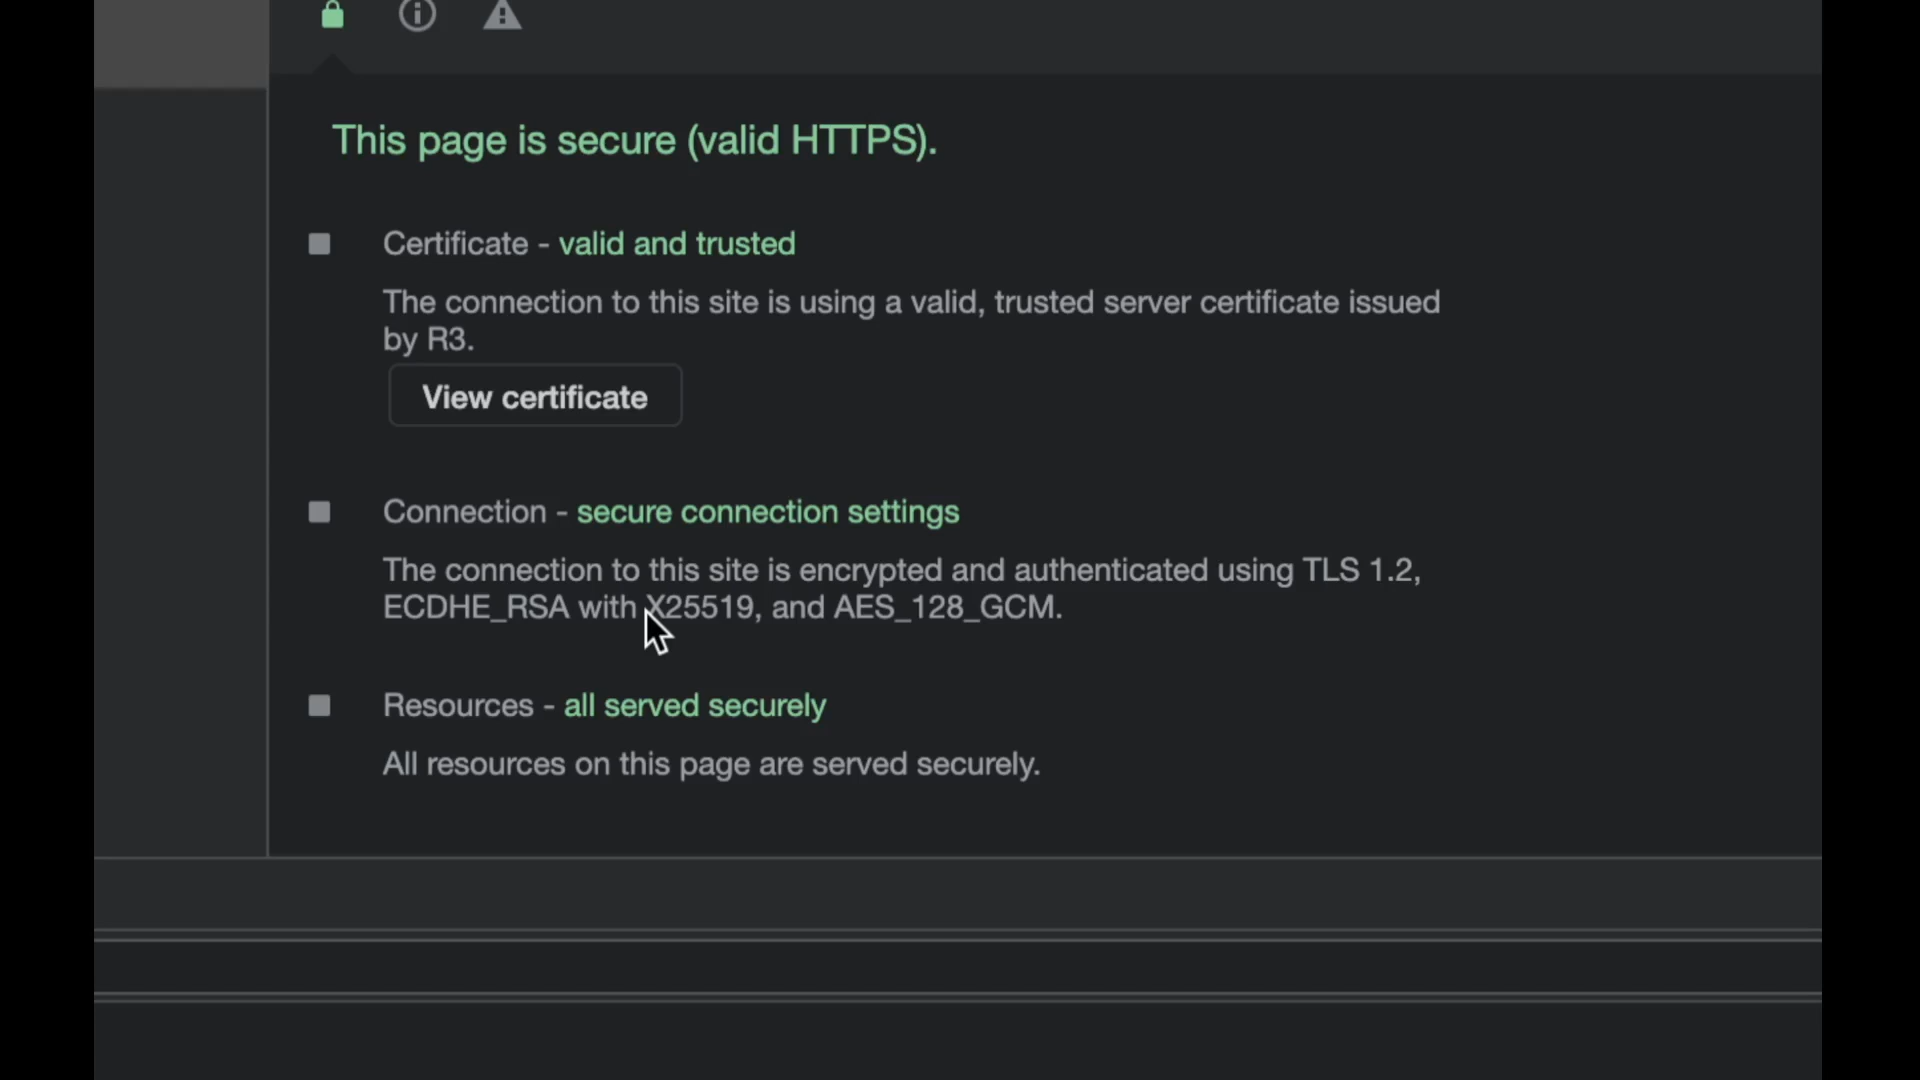 This page is secure (valid HTTPS).
Certificate - valid and trusted
The connection to this site is using a valid, trusted server certificate issued
by R3.
View certificate
Connection - secure connection settings
The connection to this site is encrypted and authenticated using TLS 1.2,
ECDHE_RSA with X25519, and AES_128_GCM.
Resources - all served securely
All resources on this page are served securely.